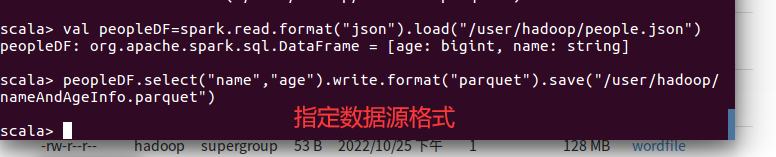 scala> val peopleDF=spark.read.format("json").load("/user/hadoop/people.json")
peopleDF: org.apache.spark.sql.DataFrame = [age: bigint, name: string]
scala> peopleDF.select("name","age").write.format("parquet").save("/user/hadoop/
nameAndAgeInfo.parquet")
指定数据源格式
scala>
-rw-r--r-- hadoop supergroup 53 B 2022/10/25 下午 1 128 MB wordfile